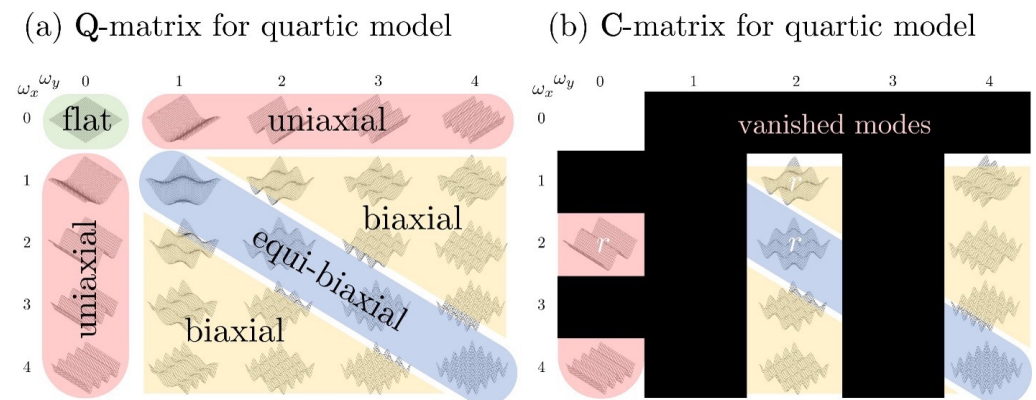 (a) Q-matrix for quartic model
(b) C-matrix for quartic model
ωx ωy 0 1 2 3 4
0 flat uniaxial
1
2
3
4
uniaxial
biaxial
equi-biaxial
biaxial
ωx ωy 0 1 2 3 4
0 vanished modes
1 r
2 r r
3
4